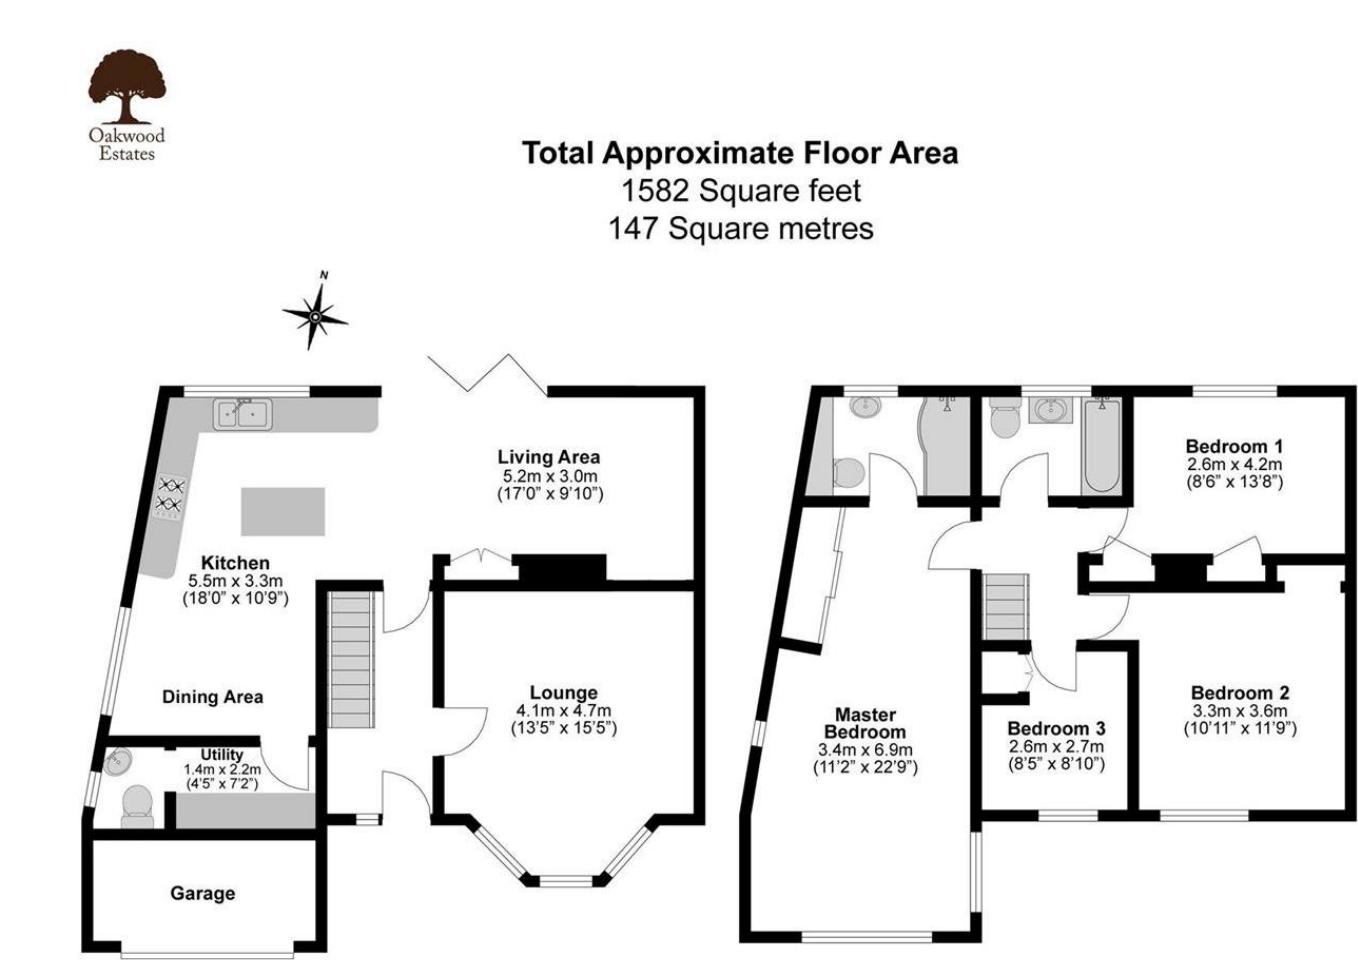 Oakwood
Estates
Total Approximate Floor Area
1582 Square feet
147 Square metres
N
Living Area
5.2m x 3.0m
(17'0" x 9'10")
Kitchen
5.5m x 3.3m
(18'0" x 10'9")
Dining Area
Utility
1.4m x 2.2m
(4'5" x 7'2")
Lounge
4.1m x 4.7m
(13'5" x 15'5")
Garage
Bedroom 1
2.6m x 4.2m
(8'6" x 13'8")
Master
Bedroom
3.4m x 6.9m
(11'2" x 22'9")
Bedroom 3
2.6m x 2.7m
(8'5" x 8'10")
Bedroom 2
3.3m x 3.6m
(10'11" x 11'9")